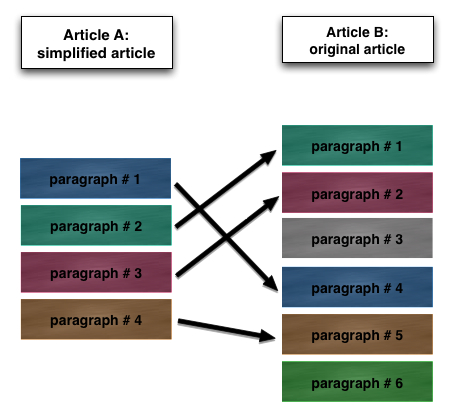 Article A:
simplified article
Article B:
original article
paragraph # 1
paragraph # 2
paragraph # 3
paragraph # 4
paragraph # 1
paragraph # 2
paragraph # 3
paragraph # 4
paragraph # 5
paragraph # 6